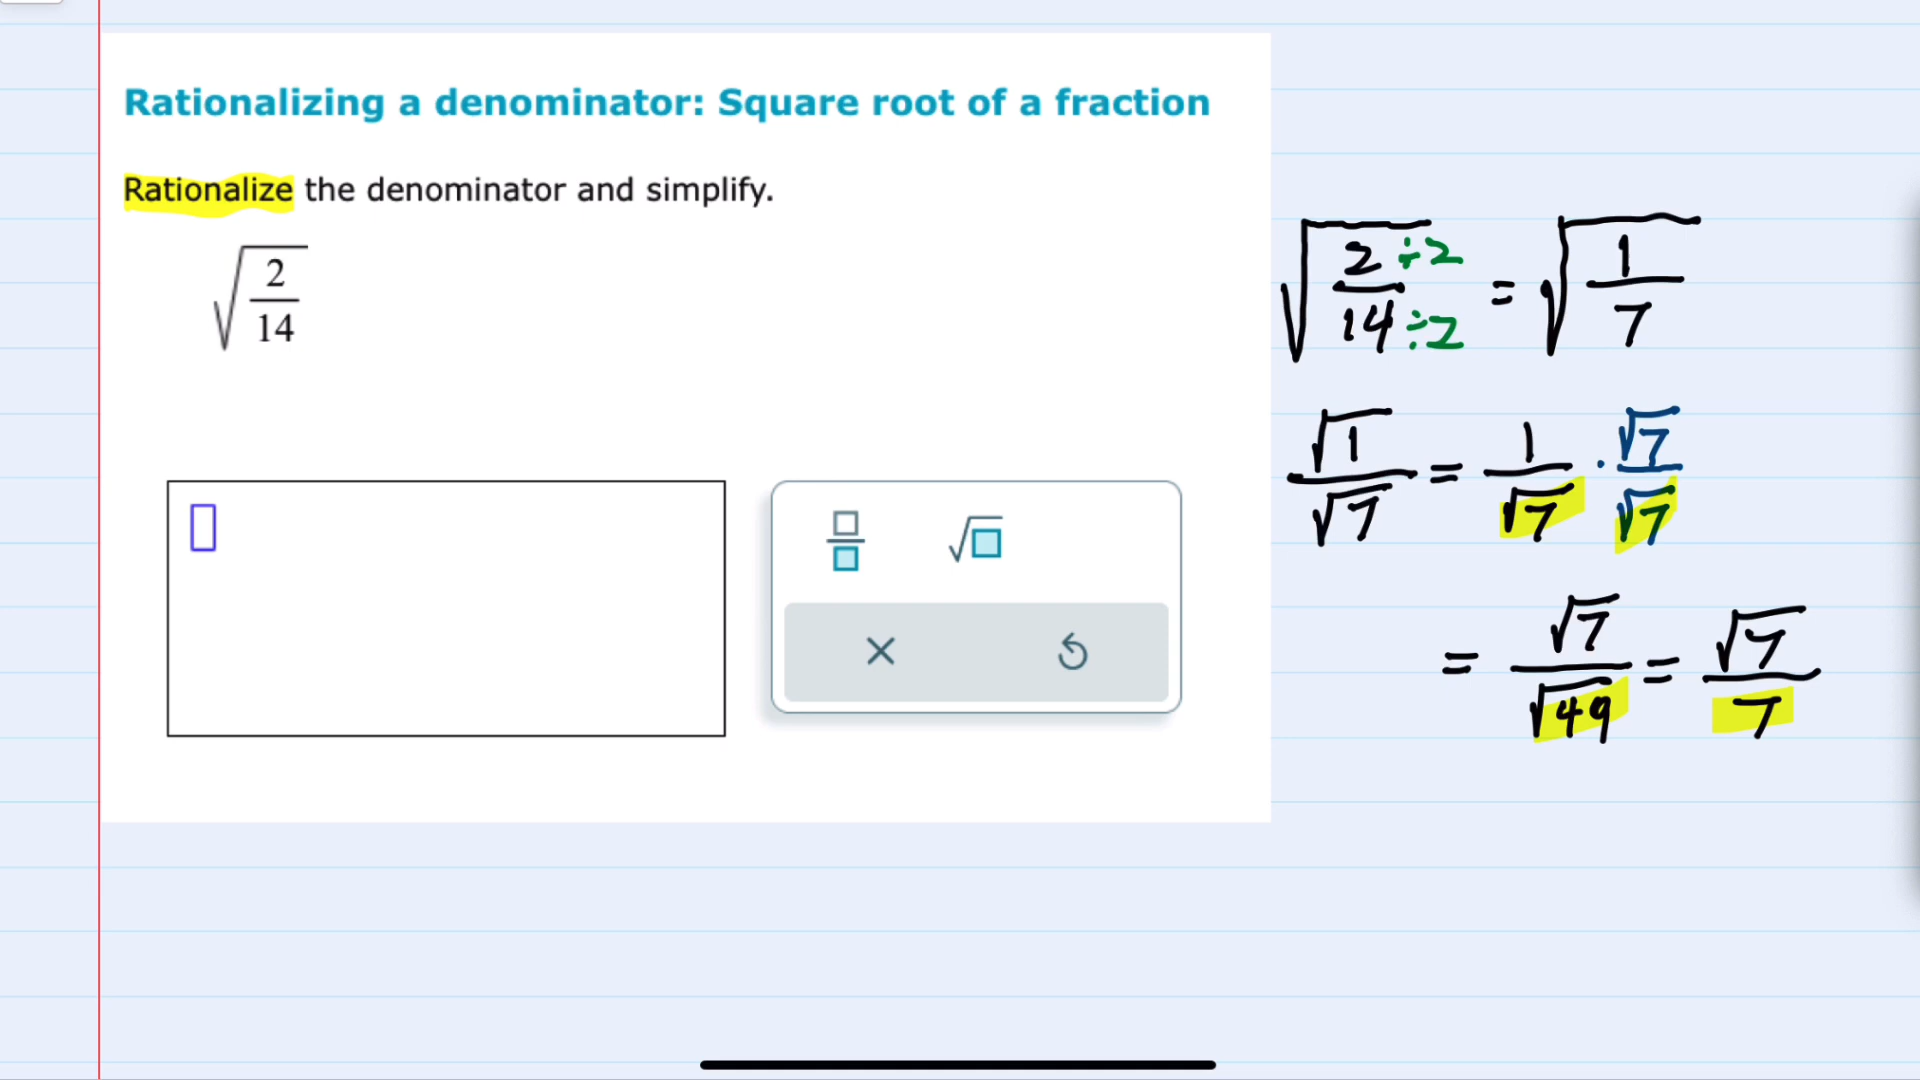 Rationalizing a denominator: Square root of a fraction
Rationalize the denominator and simplify.
√(2/14)
√(2÷2/14÷2) = √(1/7)
√1/√7 = 1/√7 · √7/√7
= √7/√49 = √7/7